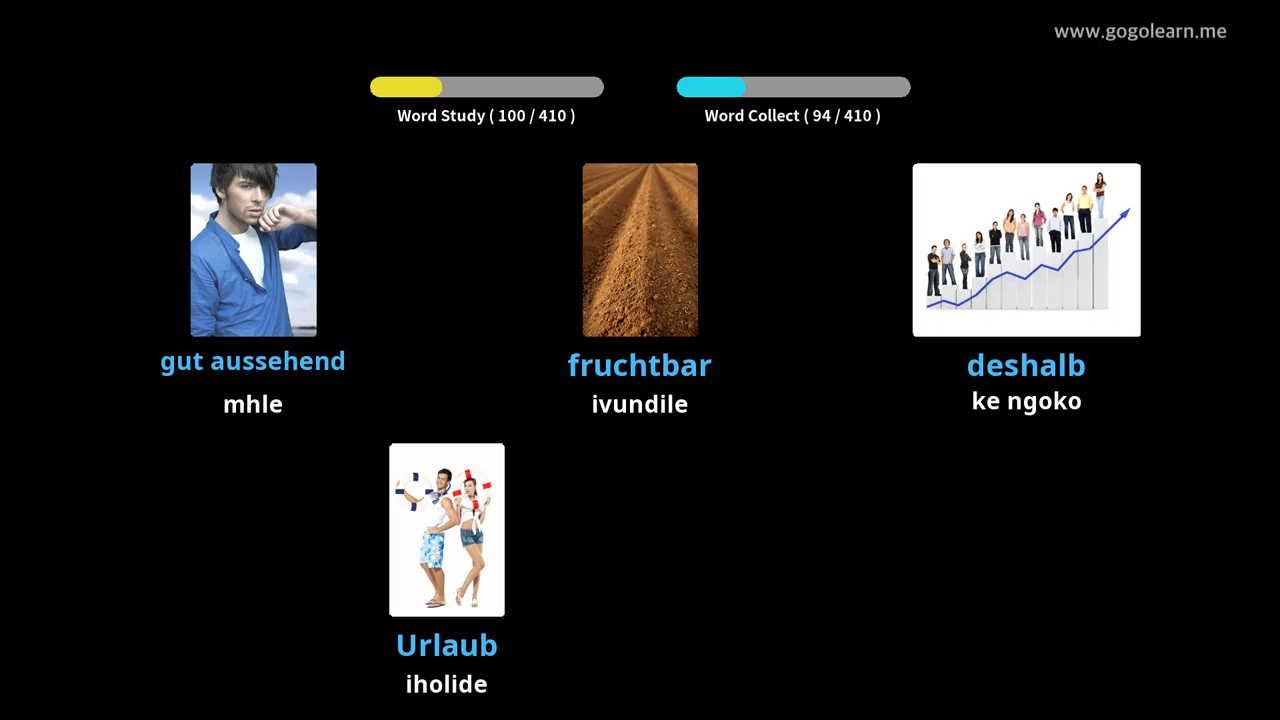 www.gogolearn.me
Word Study ( 100 / 410 )
Word Collect ( 94 / 410 )
gut aussehend
mhle
fruchtbar
ivundile
deshalb
ke ngoko
Urlaub
iholide